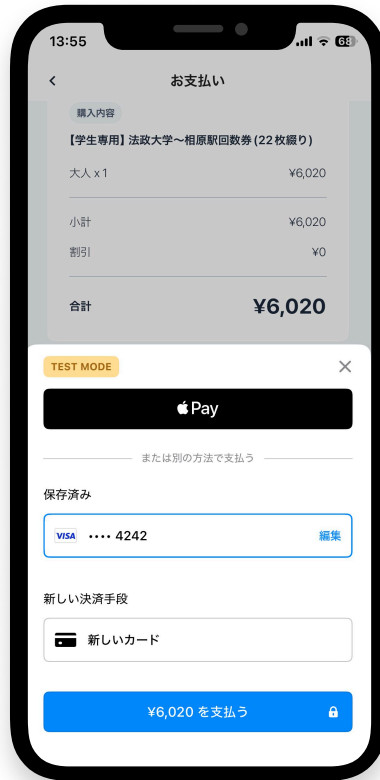 13:55
68
お支払い
購入内容
【学生専用】法政大学〜相原駅回数券(22枚綴り)
大人 x 1 ¥6,020
小計 ¥6,020
割引 ¥0
合計 ¥6,020
TEST MODE
Pay
または別の方法で支払う
保存済み
VISA •••• 4242 編集
新しい決済手段
新しいカード
¥6,020 を支払う